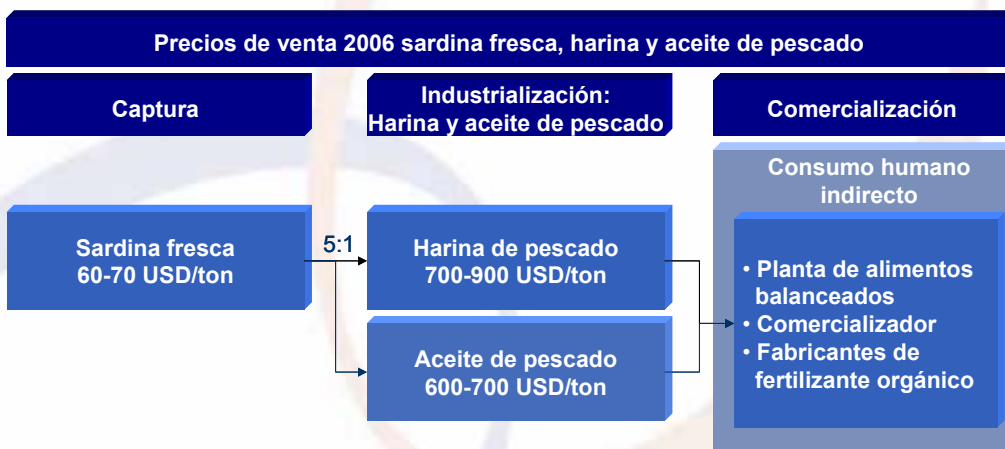 Precios de venta 2006 sardina fresca, harina y aceite de pescado
Captura
Industrialización:
Harina y aceite de pescado
Comercialización
Consumo humano
indirecto
Sardina fresca
60-70 USD/ton
5:1
Harina de pescado
700-900 USD/ton
Aceite de pescado
600-700 USD/ton
• Planta de alimentos
balanceados
• Comercializador
• Fabricantes de
fertilizante orgánico